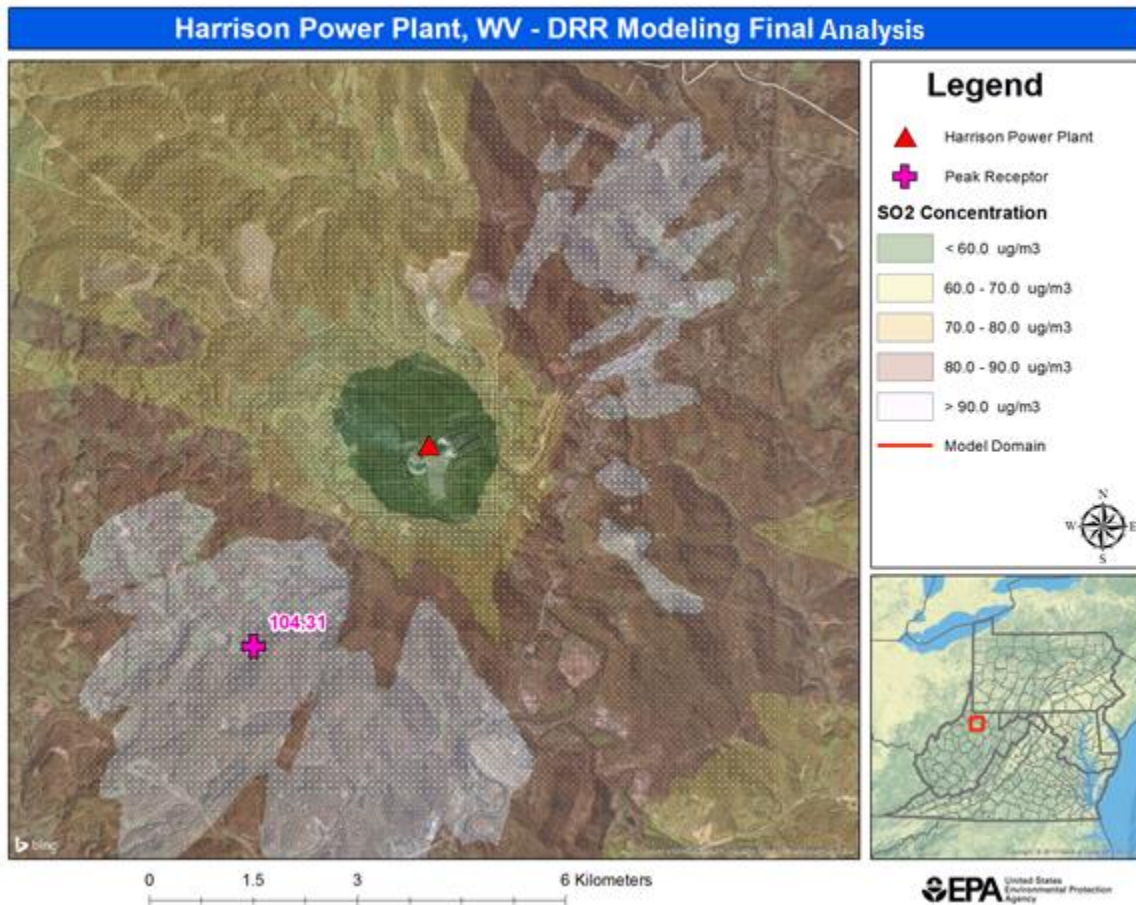 Harrison Power Plant, WV - DRR Modeling Final Analysis
Legend
Harrison Power Plant
Peak Receptor
SO2 Concentration
< 60.0 ug/m3
60.0 - 70.0 ug/m3
70.0 - 80.0 ug/m3
80.0 - 90.0 ug/m3
> 90.0 ug/m3
Model Domain
N
W E
S
104.31
bing
0 1.5 3 6 Kilometers
EPA United States
Environmental Protection
Agency